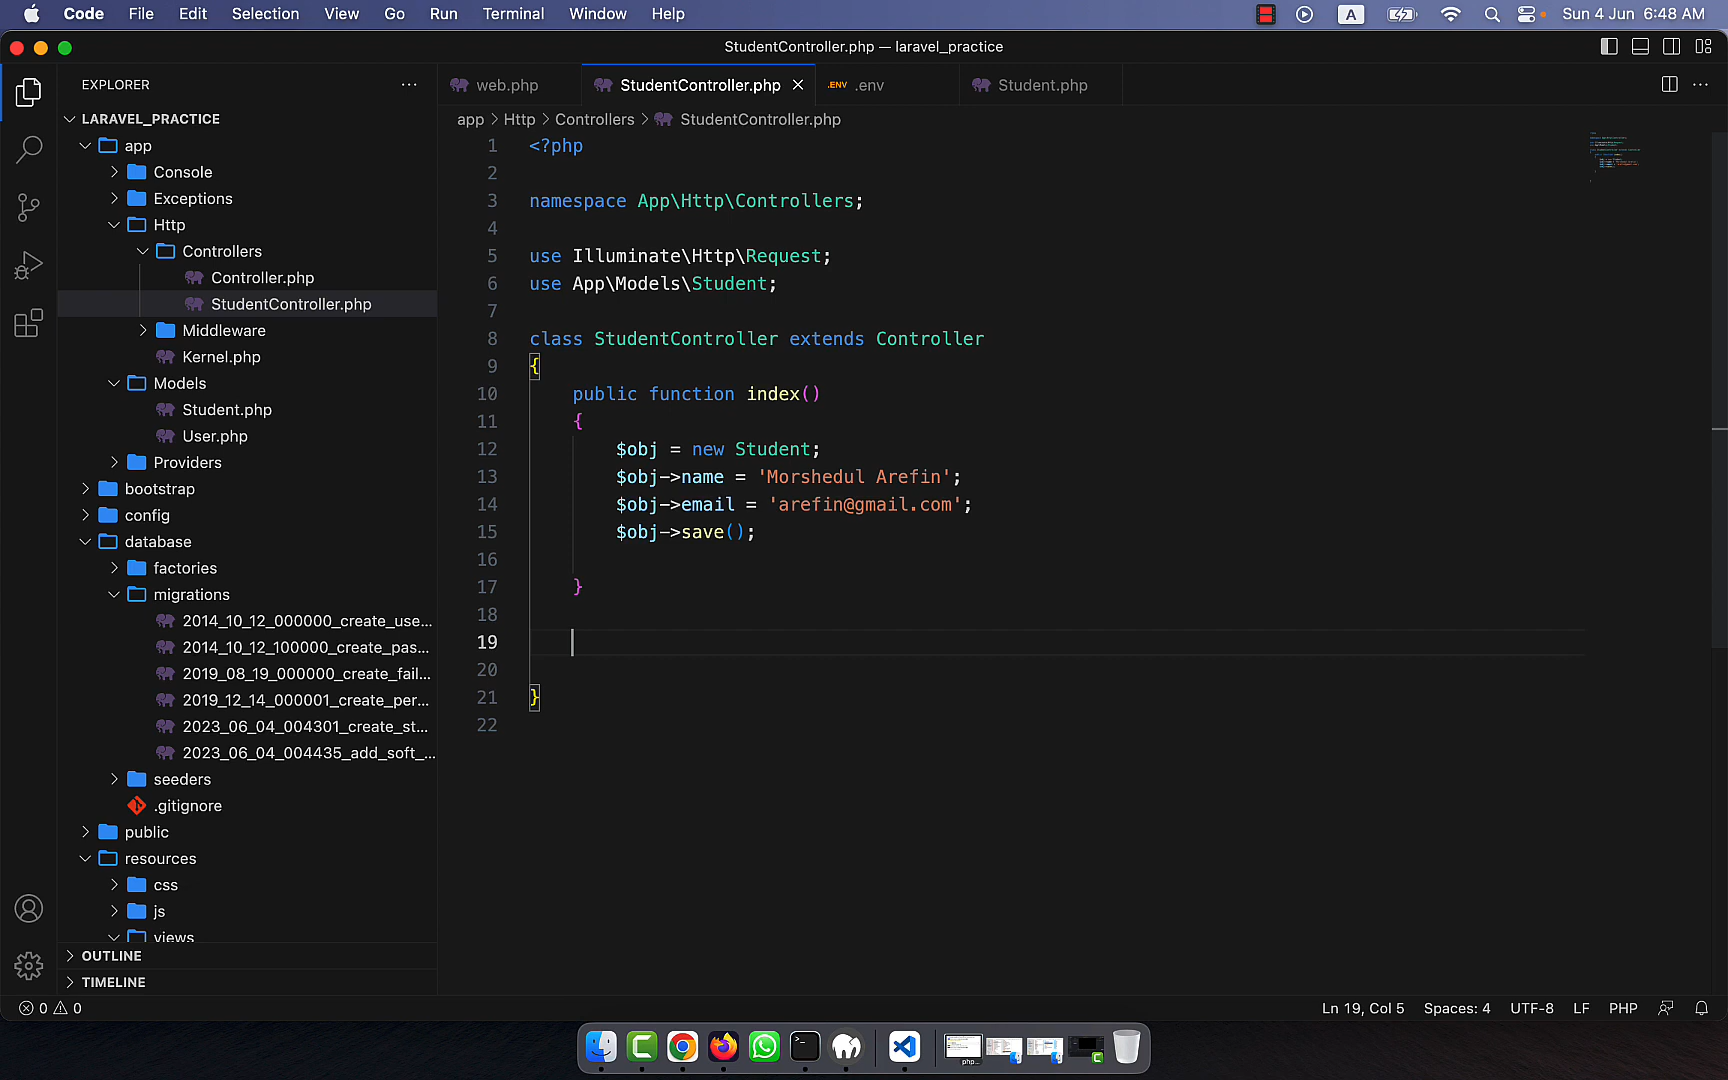 Code File Edit Selection View Go Run Terminal Window Help A Sun 4 Jun 6:48 AM
StudentController.php — laravel_practice
EXPLORER
web.php StudentController.php .ENV .env Student.php
LARAVEL_PRACTICE
app > Http > Controllers > StudentController.php
app
Console
Exceptions
Http
Controllers
Controller.php
StudentController.php
Middleware
Kernel.php
Models
Student.php
User.php
Providers
bootstrap
config
database
factories
migrations
2014_10_12_000000_create_use...
2014_10_12_100000_create_pas...
2019_08_19_000000_create_fail...
2019_12_14_000001_create_per...
2023_06_04_004301_create_st...
2023_06_04_004435_add_soft_...
seeders
.gitignore
public
resources
css
js
views
OUTLINE
TIMELINE
1 <?php
2
3 namespace App\Http\Controllers;
4
5 use Illuminate\Http\Request;
6 use App\Models\Student;
7
8 class StudentController extends Controller
9 {
10 public function index()
11 {
12 $obj = new Student;
13 $obj->name = 'Morshedul Arefin';
14 $obj->email = 'arefin@gmail.com';
15 $obj->save();
16
17 }
18
19
20
21 }
22
0 0 Ln 19, Col 5 Spaces: 4 UTF-8 LF PHP
php